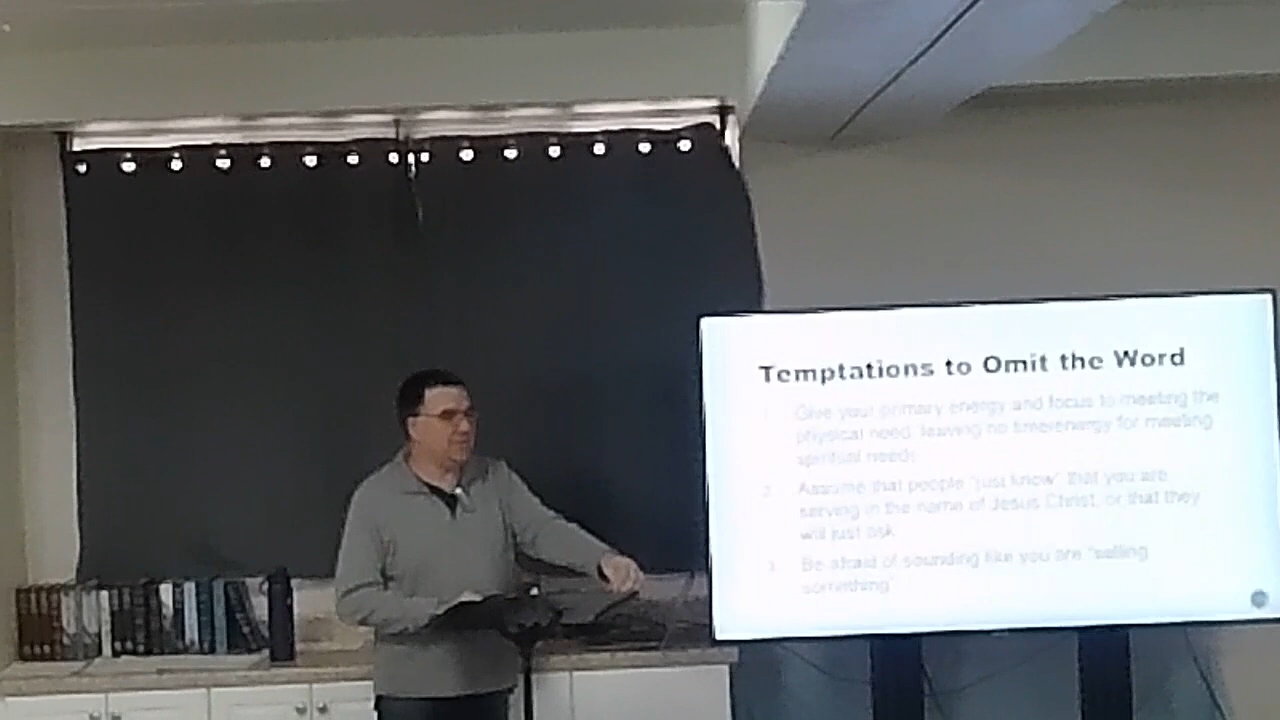 Temptations to Omit the Word
1. Give your primary energy and focus to meeting the
physical need, leaving no time/energy for meeting
spiritual needs
2. Assume that people "just know" that you are
serving in the name of Jesus Christ, or that they
will just ask
3. Be afraid of sounding like you are "selling
something"